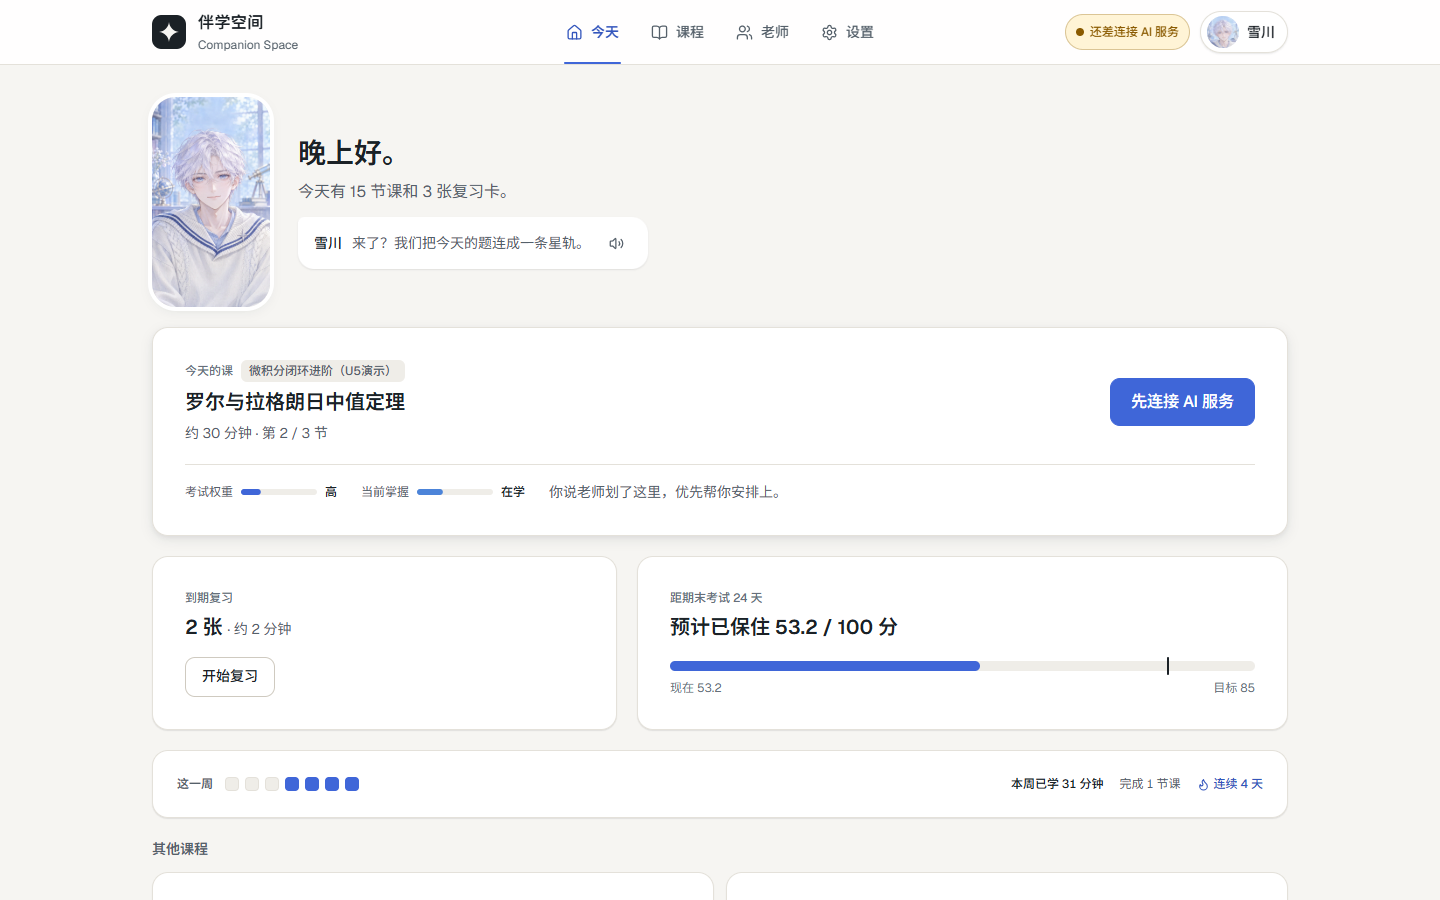 伴学空间
Companion Space
今天
课程
老师
设置
还差连接 AI 服务
雪川
晚上好。
今天有 15 节课和 3 张复习卡。
雪川 来了？我们把今天的题连成一条星轨。
今天的课 微积分闭环进阶（U5演示）
罗尔与拉格朗日中值定理
约 30 分钟 · 第 2 / 3 节
先连接 AI 服务
考试权重 高 当前掌握 在学 你说老师划了这里，优先帮你安排上。
到期复习
2 张 · 约 2 分钟
开始复习
距期末考试 24 天
预计已保住 53.2 / 100 分
现在 53.2 目标 85
这一周 本周已学 31 分钟 完成 1 节课 连续 4 天
其他课程